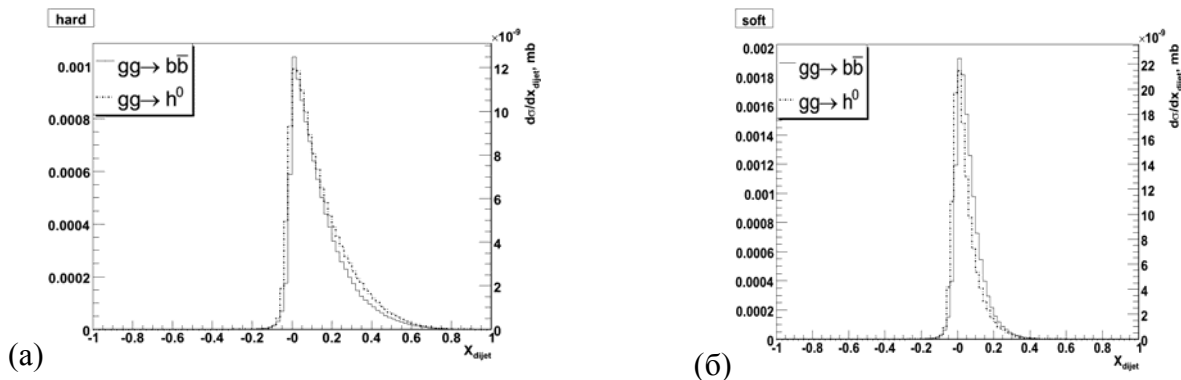 hard
×10⁻⁹
gg→ bb̅
gg→ h⁰
0.001
0.0008
0.0006
0.0004
0.0002
0
12
10
8
6
4
2
0
dσ/dx_dijet, mb
-1 -0.8 -0.6 -0.4 -0.2 -0 0.2 0.4 0.6 0.8 1
X_dijet
(а)
soft
×10⁻⁹
gg→ bb̅
gg→ h⁰
0.002
0.0018
0.0016
0.0014
0.0012
0.001
0.0008
0.0006
0.0004
0.0002
0
22
20
18
16
14
12
10
8
6
4
2
0
dσ/dx_dijet, mb
-1 -0.8 -0.6 -0.4 -0.2 -0 0.2 0.4 0.6 0.8 1
X_dijet
(б)